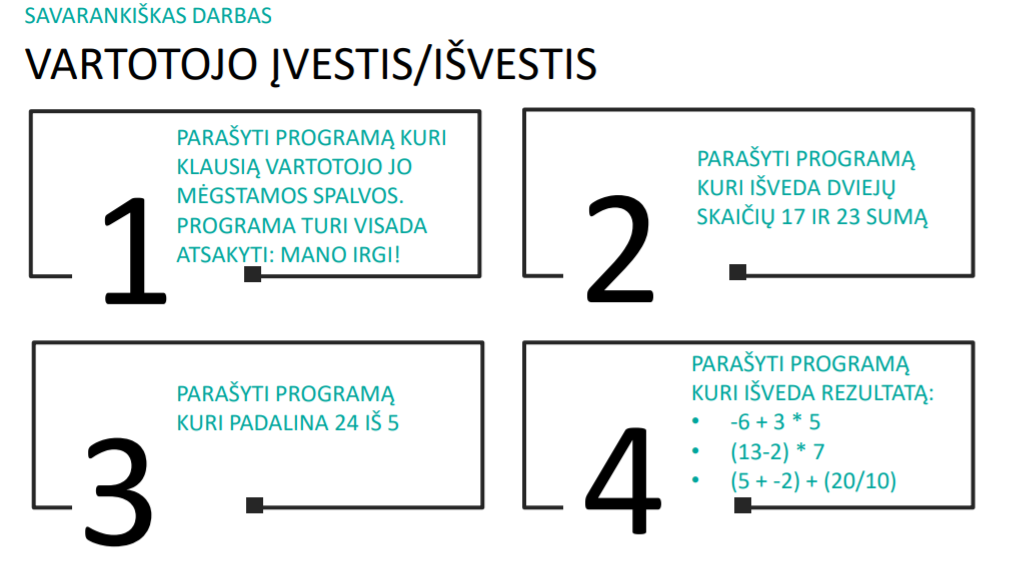 SAVARANKIŠKAS DARBAS
VARTOTOJO ĮVESTIS/IŠVESTIS
1
PARAŠYTI PROGRAMĄ KURI
KLAUSIĄ VARTOTOJO JO
MĖGSTAMOS SPALVOS.
PROGRAMA TURI VISADA
ATSAKYTI: MANO IRGI!
2
PARAŠYTI PROGRAMĄ
KURI IŠVEDA DVIEJŲ
SKAIČIŲ 17 IR 23 SUMĄ
3
PARAŠYTI PROGRAMĄ
KURI PADALINA 24 IŠ 5
4
PARAŠYTI PROGRAMĄ
KURI IŠVEDA REZULTATĄ:
• -6 + 3 * 5
• (13-2) * 7
• (5 + -2) + (20/10)